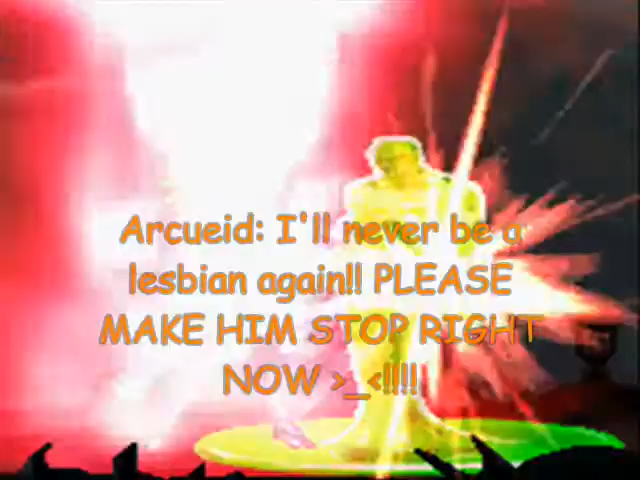 Arcueid: I'll never be a
lesbian again!! PLEASE
MAKE HIM STOP RIGHT
NOW >_<!!!!